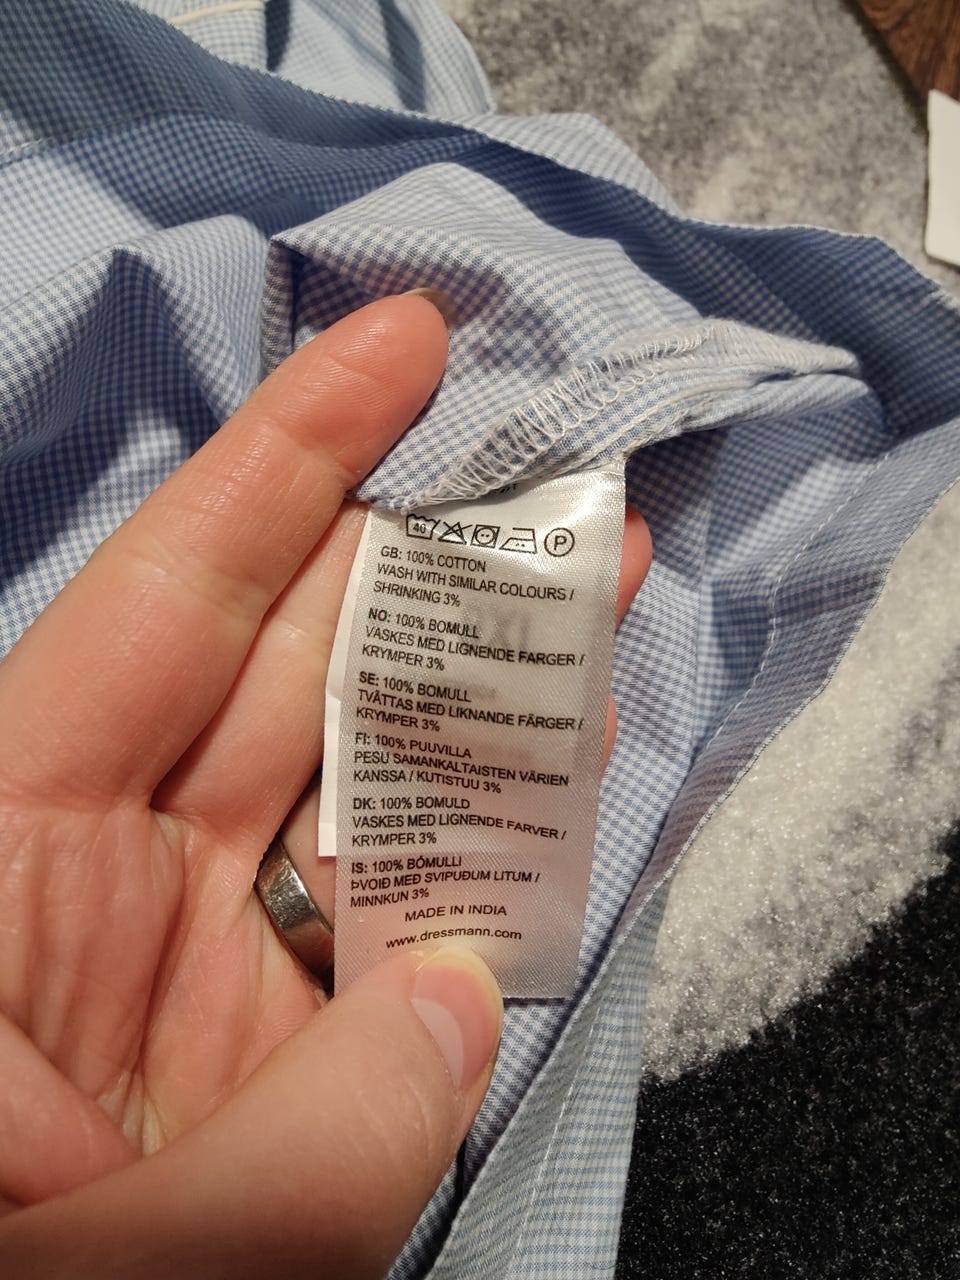 40 P
GB: 100% COTTON
WASH WITH SIMILAR COLOURS /
SHRINKING 3%
NO: 100% BOMULL
VASKES MED LIGNENDE FARGER /
KRYMPER 3%
SE: 100% BOMULL
TVÄTTAS MED LIKNANDE FÄRGER /
KRYMPER 3%
FI: 100% PUUVILLA
PESU SAMANKALTAISTEN VÄRIEN
KANSSA / KUTISTUU 3%
DK: 100% BOMULD
VASKES MED LIGNENDE FARVER /
KRYMPER 3%
IS: 100% BÓMULLI
ÞVOIÐ MEÐ SVIPUÐUM LITUM /
MINNKUN 3%
MADE IN INDIA
www.dressmann.com